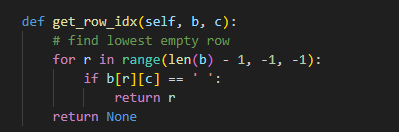 def get_row_idx(self, b, c):
    # find lowest empty row
    for r in range(len(b) - 1, -1, -1):
        if b[r][c] == ' ':
            return r
    return None